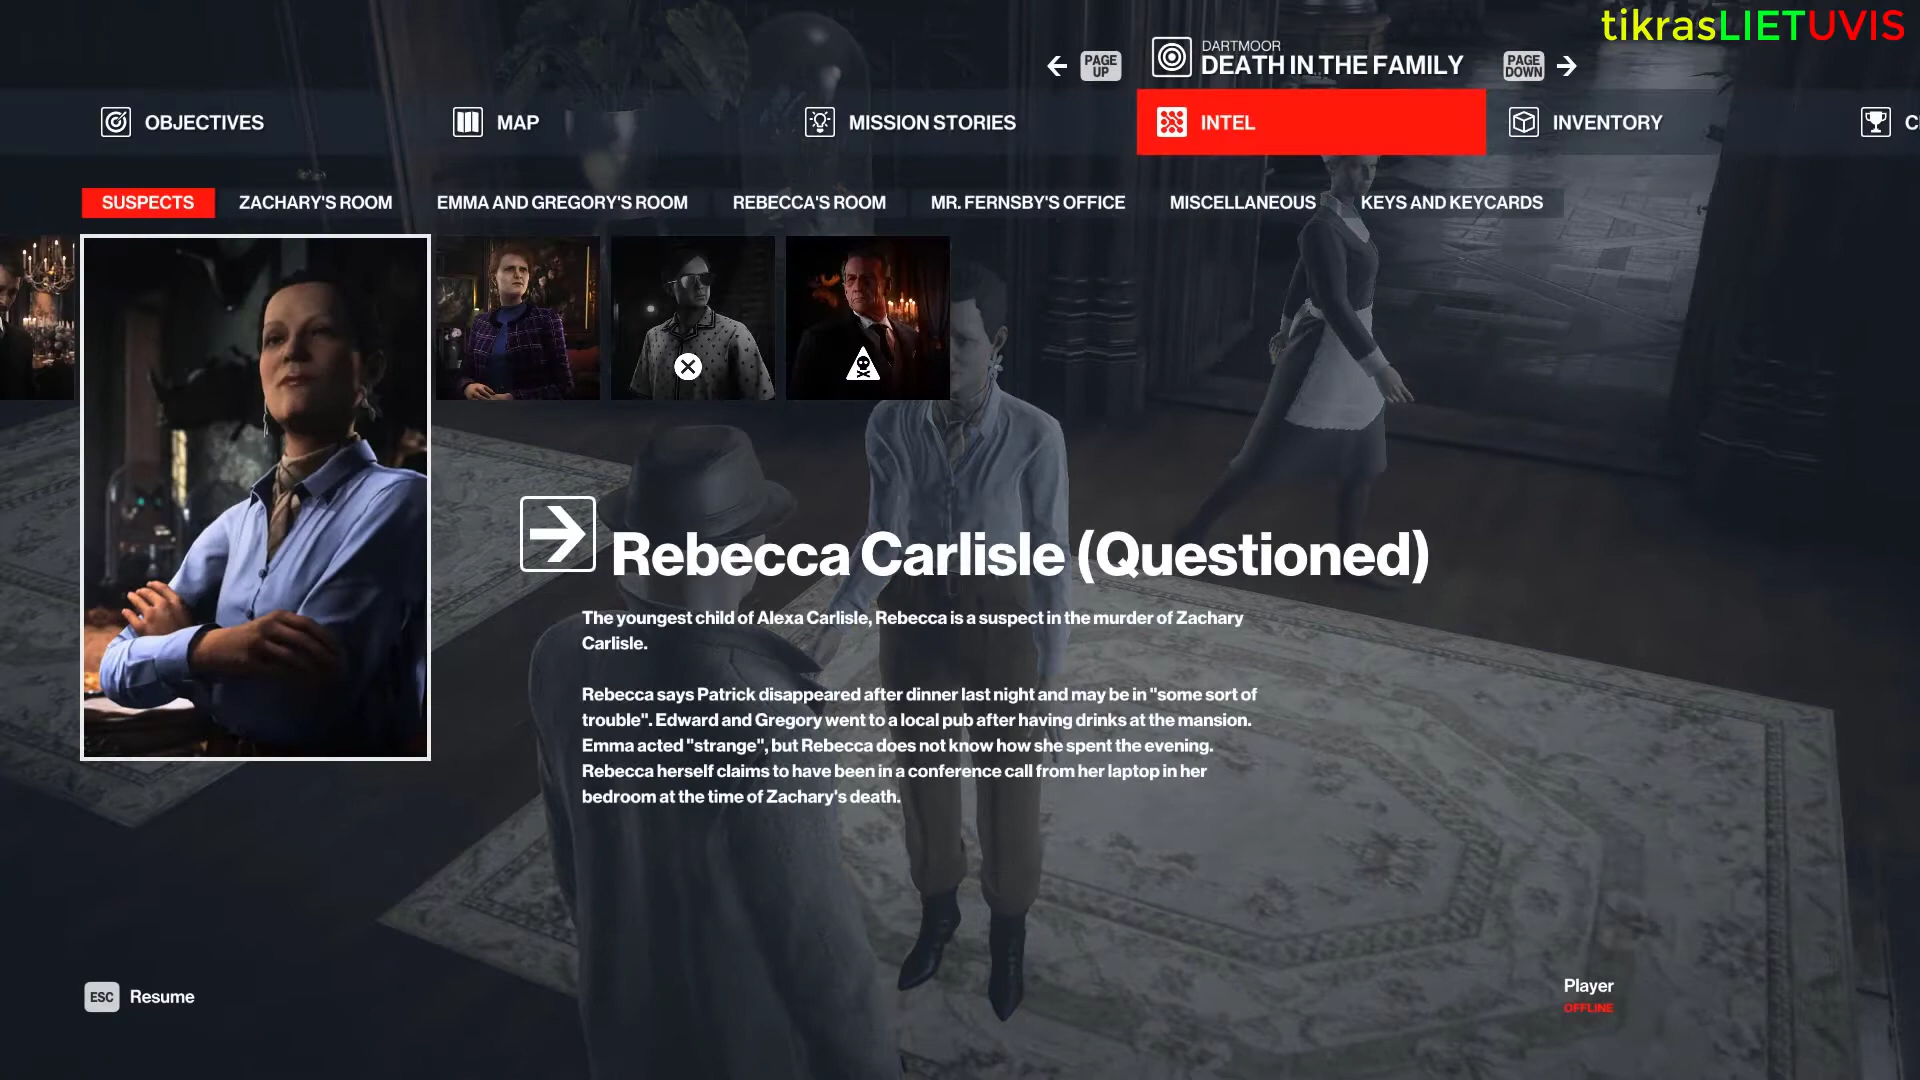 tikrasLIETUVIS
PAGE UP
DARTMOOR
DEATH IN THE FAMILY
PAGE DOWN
OBJECTIVES
MAP
MISSION STORIES
INTEL
INVENTORY
SUSPECTS
ZACHARY'S ROOM
EMMA AND GREGORY'S ROOM
REBECCA'S ROOM
MR. FERNSBY'S OFFICE
MISCELLANEOUS
KEYS AND KEYCARDS
Rebecca Carlisle (Questioned)
The youngest child of Alexa Carlisle, Rebecca is a suspect in the murder of Zachary
Carlisle.
Rebecca says Patrick disappeared after dinner last night and may be in "some sort of
trouble". Edward and Gregory went to a local pub after having drinks at the mansion.
Emma acted "strange", but Rebecca does not know how she spent the evening.
Rebecca herself claims to have been in a conference call from her laptop in her
bedroom at the time of Zachary's death.
ESC Resume
Player
OFFLINE